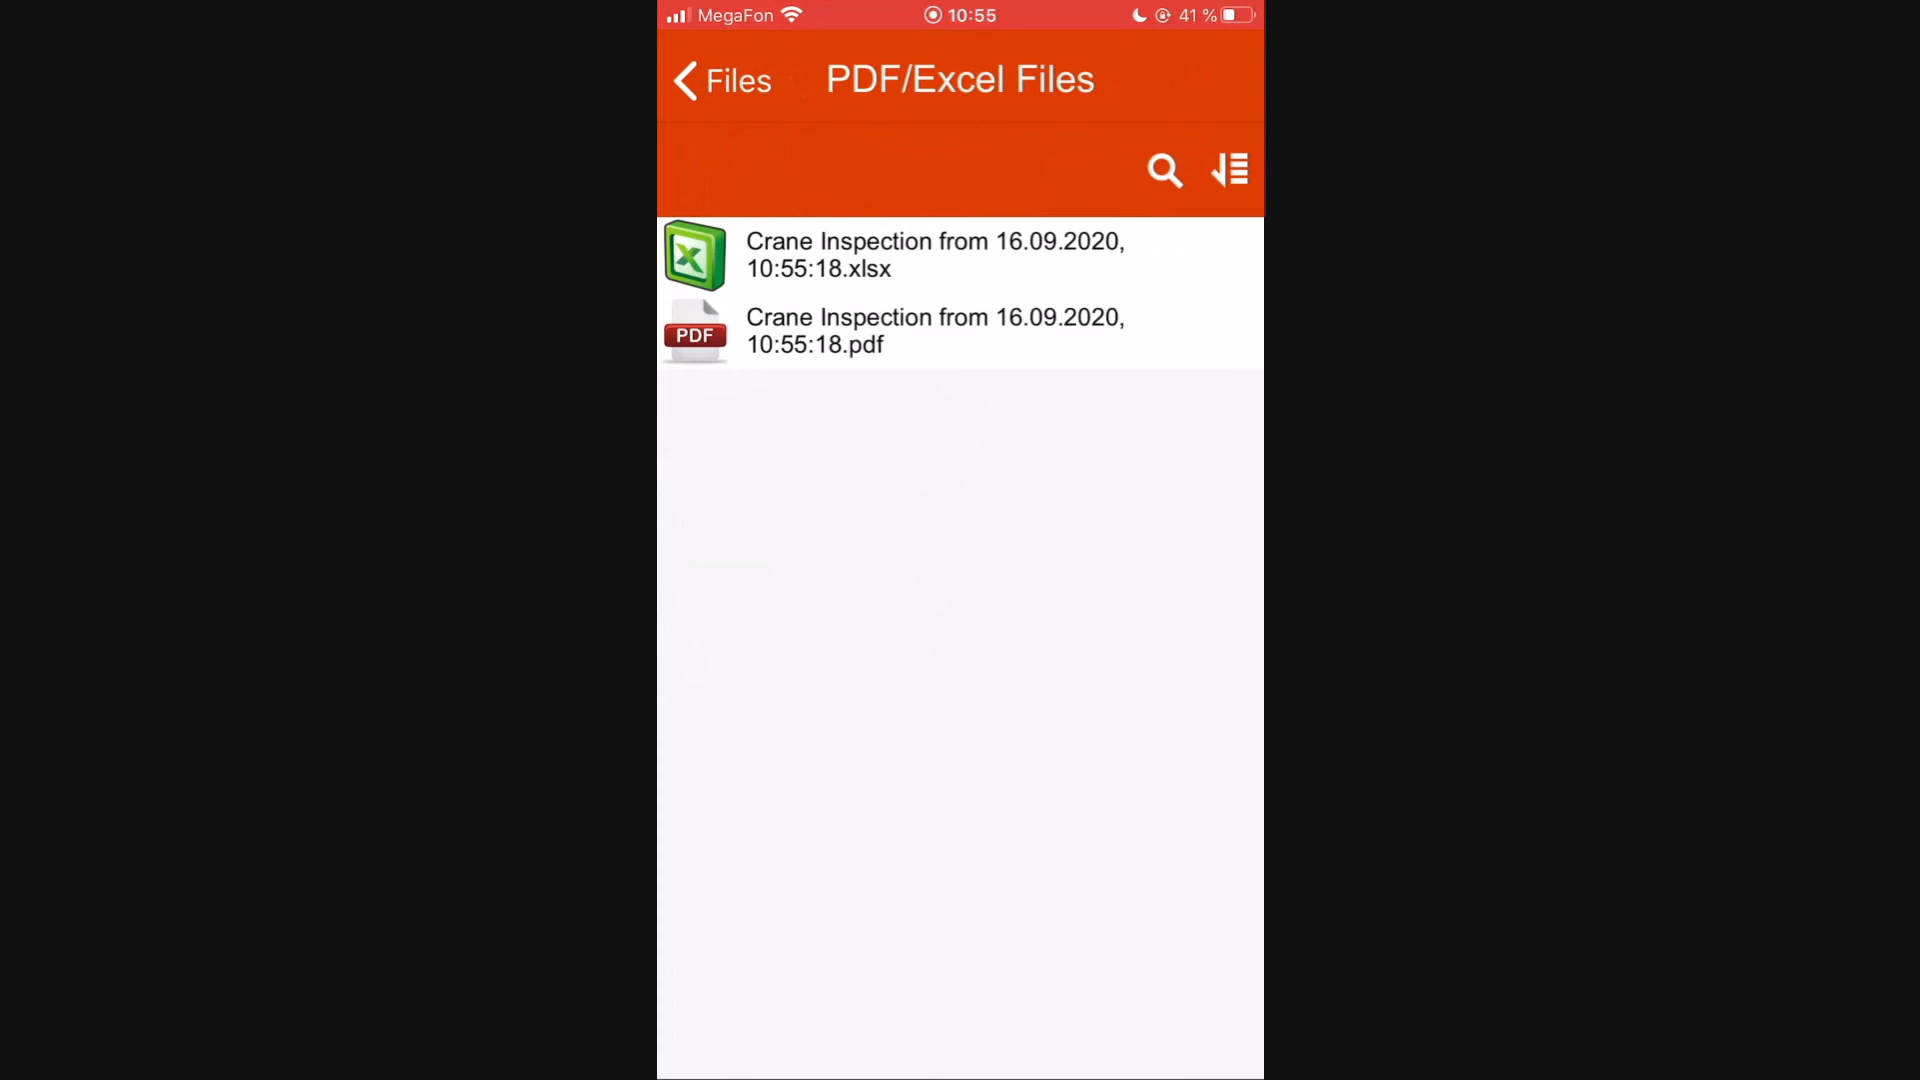 MegaFon 10:55 41 %
Files PDF/Excel Files
Crane Inspection from 16.09.2020,
10:55:18.xlsx
PDF
Crane Inspection from 16.09.2020,
10:55:18.pdf